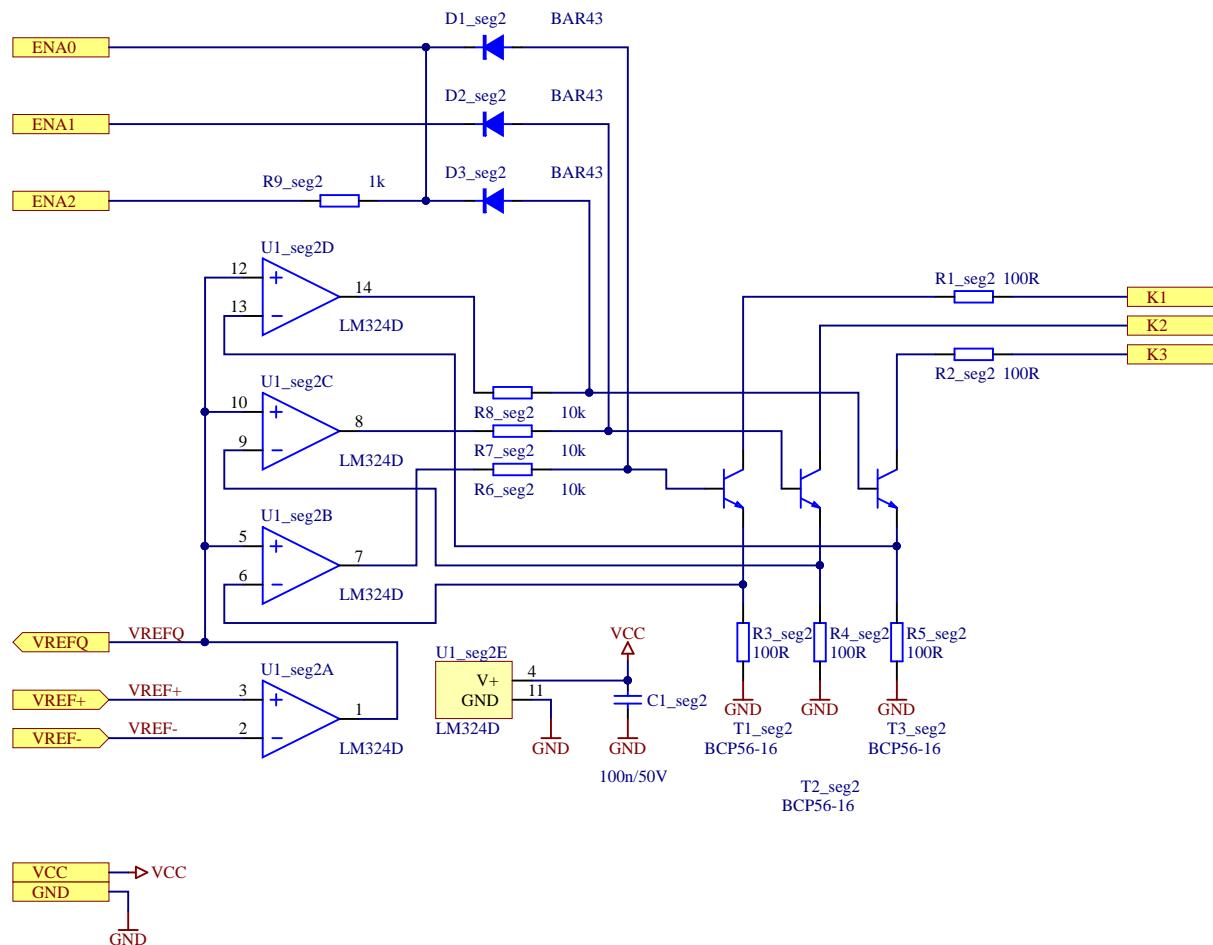 D1_seg2 BAR43
ENA0
D2_seg2 BAR43
ENA1
D3_seg2 BAR43
R9_seg2 1k
ENA2
U1_seg2D
12
13
14
LM324D
R1_seg2 100R
K1
K2
K3
R2_seg2 100R
U1_seg2C
10
9
8
LM324D
R8_seg2 10k
R7_seg2 10k
R6_seg2 10k
U1_seg2B
5
6
7
LM324D
VREFQ VREFQ
U1_seg2A
VREF+ VREF+
3
VREF- VREF-
2
1
LM324D
U1_seg2E
V+ 4
GND 11
LM324D
GND
VCC
C1_seg2
GND
100n/50V
R3_seg2
100R
R4_seg2
100R
R5_seg2
100R
GND
GND
GND
T1_seg2
BCP56-16
T3_seg2
BCP56-16
T2_seg2
BCP56-16
VCC VCC
GND
GND